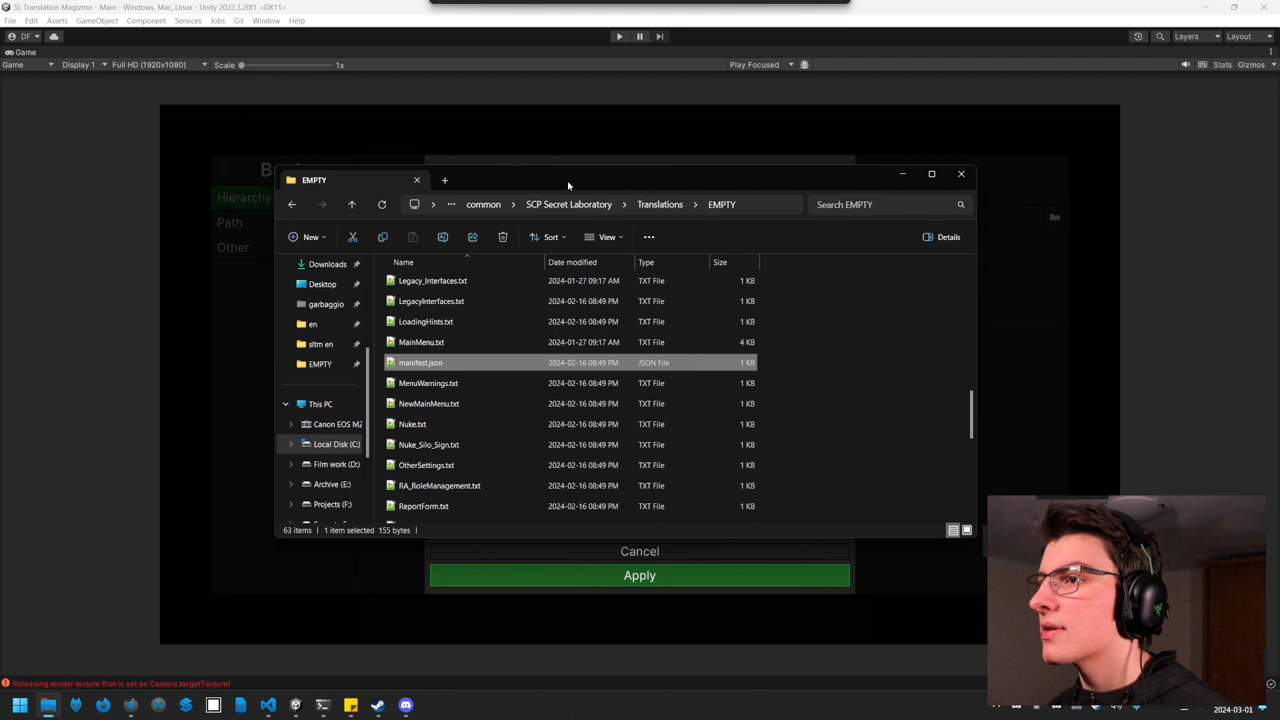 SL Translation Magizmo - Main - Windows, Mac, Linux - Unity 2022.3.20f1 <DX11>
File Edit Assets GameObject Component Services Jobs Git Window Help
DF Layers Layout
Game
Game Display 1 Full HD (1920x1080) Scale 1x Play Focused Stats Gizmos
Hierarchy
Path
Other
EMPTY
common SCP Secret Laboratory Translations EMPTY Search EMPTY
New Sort View Details
Name Date modified Type Size
Downloads
Desktop
garbaggio
en
sltm en
EMPTY
This PC
Canon EOS M2
Local Disk (C:)
Film work (D:)
Archive (E:)
Projects (F:)
Legacy_Interfaces.txt 2024-01-27 09:17 AM TXT File 1 KB
LegacyInterfaces.txt 2024-02-16 08:49 PM TXT File 1 KB
LoadingHints.txt 2024-02-16 08:49 PM TXT File 1 KB
MainMenu.txt 2024-01-27 09:17 AM TXT File 4 KB
manifest.json 2024-02-16 08:49 PM JSON File 1 KB
MenuWarnings.txt 2024-02-16 08:49 PM TXT File 1 KB
NewMainMenu.txt 2024-02-16 08:49 PM TXT File 1 KB
Nuke.txt 2024-02-16 08:49 PM TXT File 1 KB
Nuke_Silo_Sign.txt 2024-02-16 08:49 PM TXT File 1 KB
OtherSettings.txt 2024-02-16 08:49 PM TXT File 1 KB
RA_RoleManagement.txt 2024-02-16 08:49 PM TXT File 1 KB
ReportForm.txt 2024-02-16 08:49 PM TXT File 1 KB
63 items 1 item selected 155 bytes
Cancel
Apply
Releasing render texture that is set as Camera.targetTexture!
2024-03-01